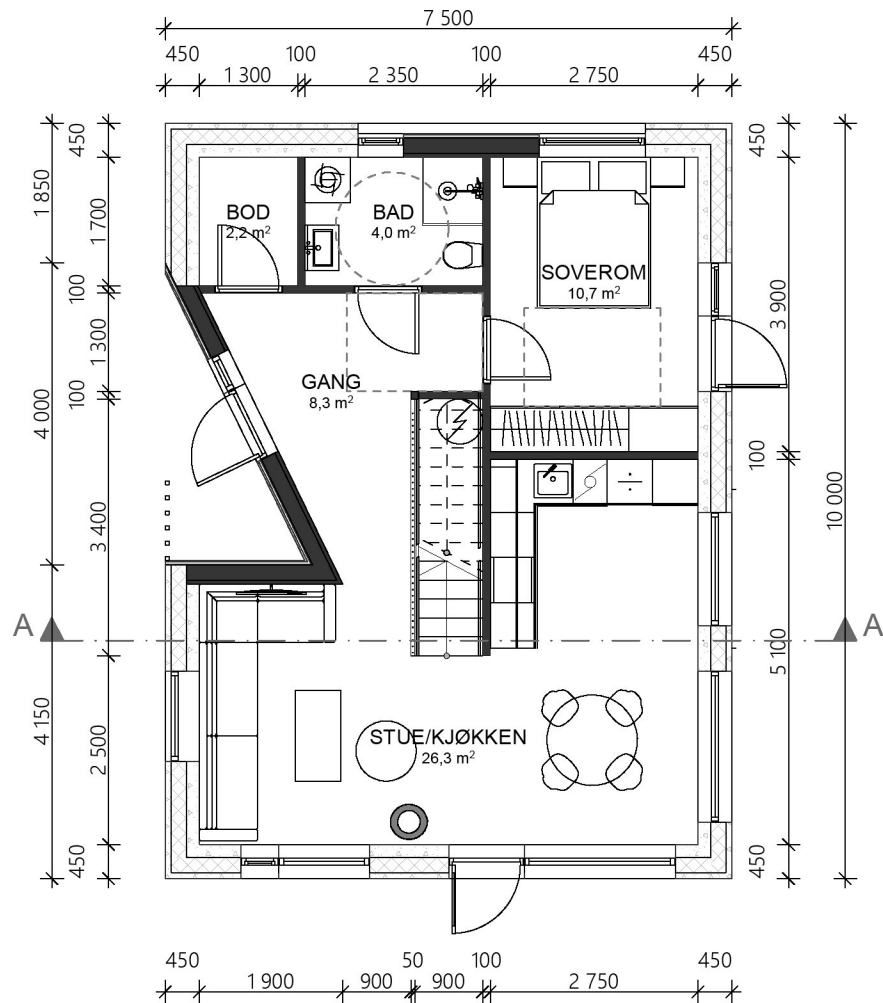 7 500
450 100 100 450
1 300 2 350 2 750
450
1 850
1 700
100
1 300
4 000
100
3 400
4 150
2 500
450
BOD
2,2 m²
BAD
4,0 m²
SOVEROM
10,7 m²
GANG
8,3 m²
STUE/KJØKKEN
26,3 m²
A
A
450
3 900
100
10 000
5 100
450
450 50 100 450
1 900 900 900 2 750